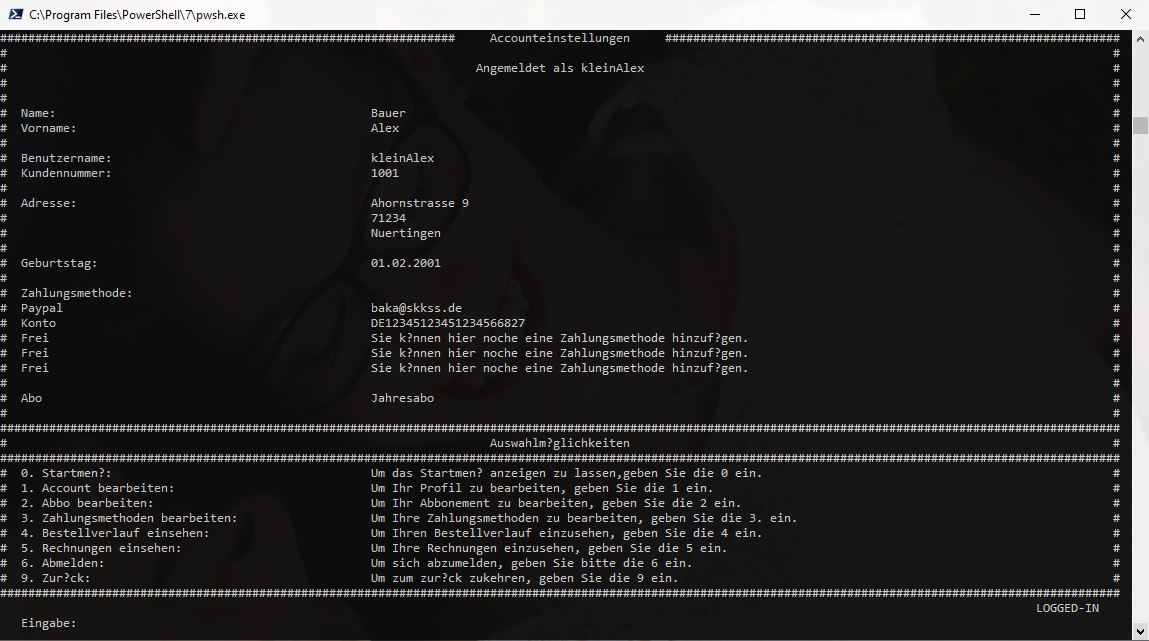 C:\Program Files\PowerShell\7\pwsh.exe
################################################################# Accounteinstellungen #################################################################
# #
# Angemeldet als kleinAlex #
# #
# #
# Name: Bauer #
# Vorname: Alex #
# #
# Benutzername: kleinAlex #
# Kundennummer: 1001 #
# #
# Adresse: Ahornstrasse 9 #
# 71234 #
# Nuertingen #
# #
# Geburtstag: 01.02.2001 #
# #
# Zahlungsmethode: #
# Paypal baka@skkss.de #
# Konto DE12345123451234566827 #
# Frei Sie k?nnen hier noche eine Zahlungsmethode hinzuf?gen. #
# Frei Sie k?nnen hier noche eine Zahlungsmethode hinzuf?gen. #
# Frei Sie k?nnen hier noche eine Zahlungsmethode hinzuf?gen. #
# #
# Abo Jahresabo #
# #
################################################################################################################################################################
# Auswahlm?glichkeiten #
################################################################################################################################################################
# 0. Startmen?: Um das Startmen? anzeigen zu lassen,geben Sie die 0 ein. #
# 1. Account bearbeiten: Um Ihr Profil zu bearbeiten, geben Sie die 1 ein. #
# 2. Abbo bearbeiten: Um Ihr Abbonement zu bearbeiten, geben Sie die 2 ein. #
# 3. Zahlungsmethoden bearbeiten: Um Ihre Zahlungsmethoden zu bearbeiten, geben Sie die 3. ein. #
# 4. Bestellverlauf einsehen: Um Ihren Bestellverlauf einzusehen, geben Sie die 4 ein. #
# 5. Rechnungen einsehen: Um Ihre Rechnungen einzusehen, geben Sie die 5 ein. #
# 6. Abmelden: Um sich abzumelden, geben Sie bitte die 6 ein. #
# 9. Zur?ck: Um zum zur?ck zukehren, geben Sie die 9 ein. #
################################################################################################################################################################
LOGGED-IN
Eingabe: